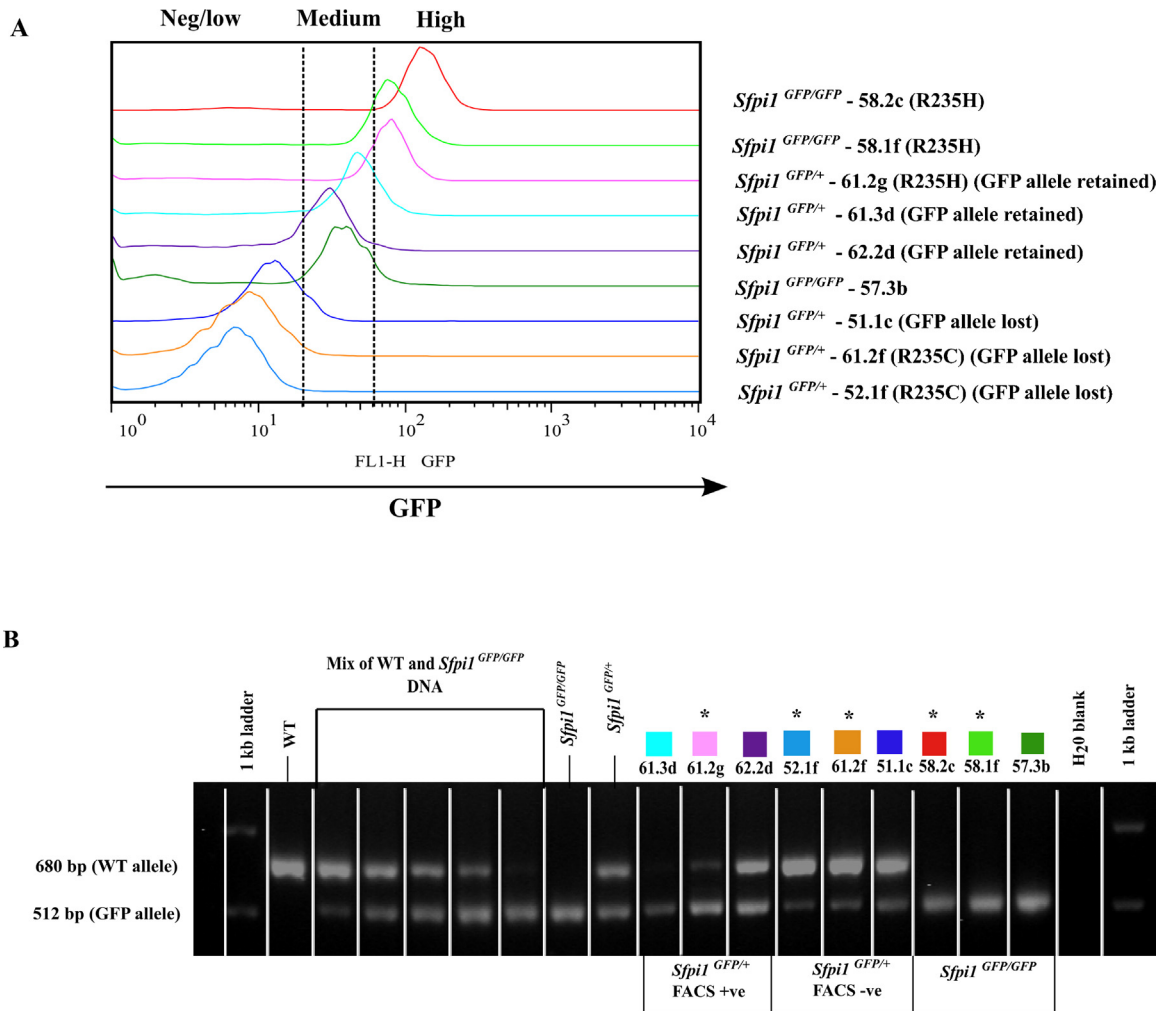 A
Neg/low Medium High
Sfpi1 GFP/GFP - 58.2c (R235H)
Sfpi1 GFP/GFP - 58.1f (R235H)
Sfpi1 GFP/+ - 61.2g (R235H) (GFP allele retained)
Sfpi1 GFP/+ - 61.3d (GFP allele retained)
Sfpi1 GFP/+ - 62.2d (GFP allele retained)
Sfpi1 GFP/GFP - 57.3b
Sfpi1 GFP/+ - 51.1c (GFP allele lost)
Sfpi1 GFP/+ - 61.2f (R235C) (GFP allele lost)
Sfpi1 GFP/+ - 52.1f (R235C) (GFP allele lost)
10^0 10^1 10^2 10^3 10^4
FL1-H GFP
GFP
B
1 kb ladder
WT
Mix of WT and Sfpi1 GFP/GFP
DNA
Sfpi1 GFP/GFP
Sfpi1 GFP/+
* * * * *
61.3d 61.2g 62.2d 52.1f 61.2f 51.1c 58.2c 58.1f 57.3b
H20 blank
1 kb ladder
680 bp (WT allele)
512 bp (GFP allele)
Sfpi1 GFP/+
FACS +ve
Sfpi1 GFP/+
FACS -ve
Sfpi1 GFP/GFP